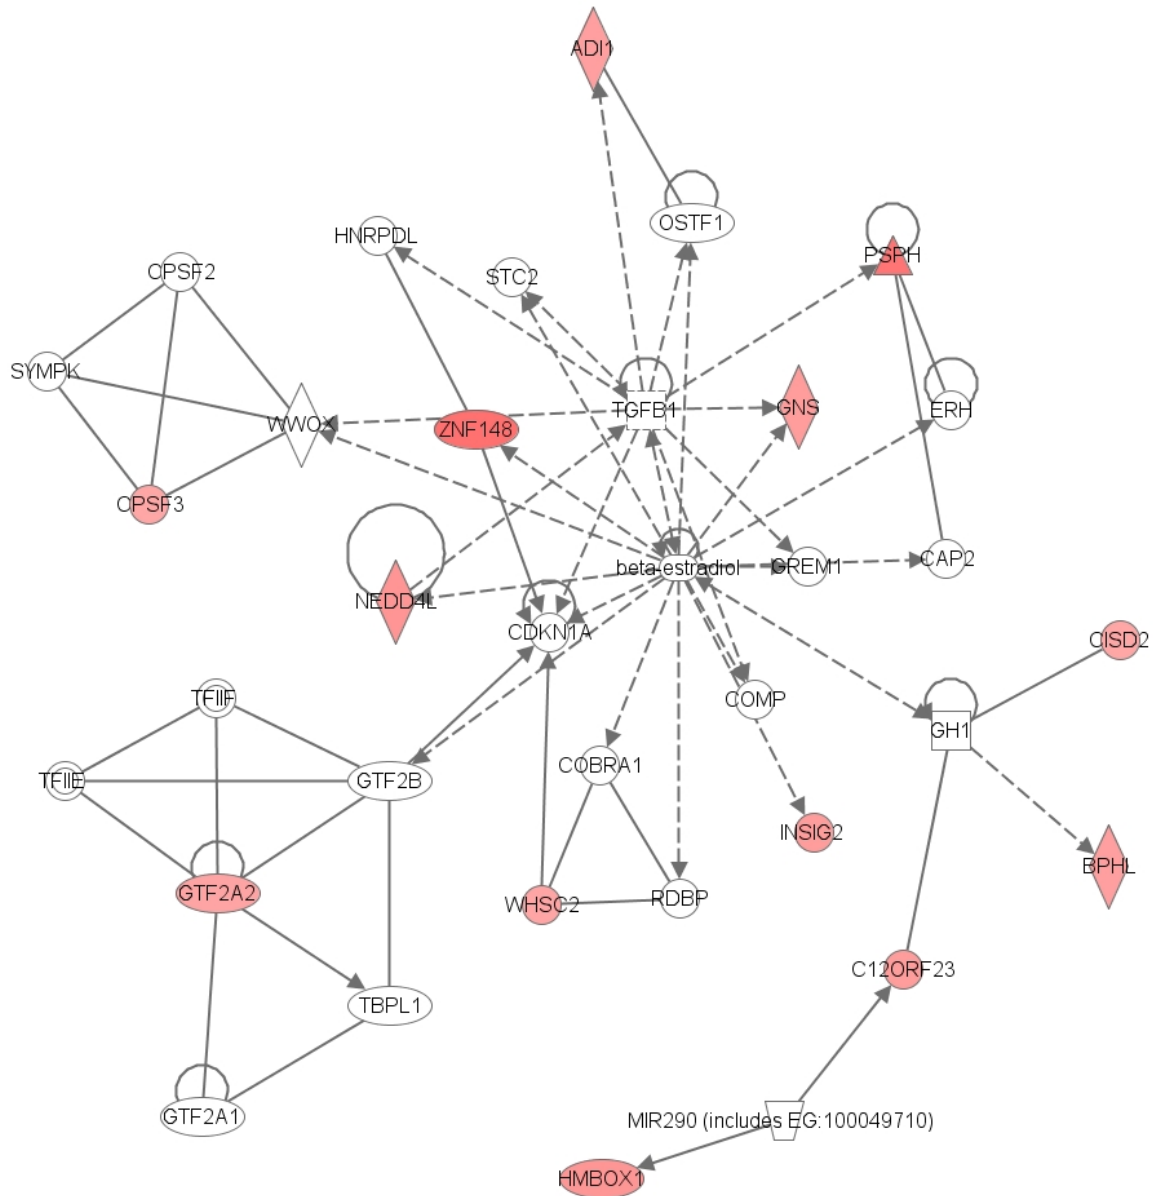 ADI1
OSTF1
HNRPDL
PSPH
CPSF2
STC2
SYMPK
TGFB1
GNS
ERH
WWOX
ZNF148
CPSF3
beta-estradiol
GREM1
CAP2
NEDD4L
CDKN1A
CISD2
TFIIF
COMP
GH1
COBRA1
TFIIE
GTF2B
INSIG2
BPHL
GTF2A2
WHSC2
RDBP
C12ORF23
TBPL1
GTF2A1
MIR290 (includes EG:100049710)
HMBOX1